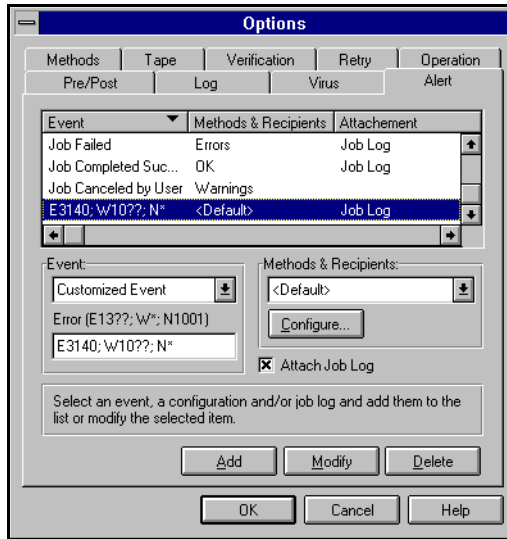 Options
Methods Tape Verification Retry Operation
Pre/Post Log Virus Alert
Event Methods & Recipients Attachement
Job Failed Errors Job Log
Job Completed Suc... OK Job Log
Job Canceled by User Warnings
E3140; W10??; N* <Default> Job Log
Event: Methods & Recipients:
Customized Event <Default>
Error (E13??; W*; N1001) Configure...
E3140; W10??; N*
Attach Job Log
Select an event, a configuration and/or job log and add them to the
list or modify the selected item.
Add Modify Delete
OK Cancel Help